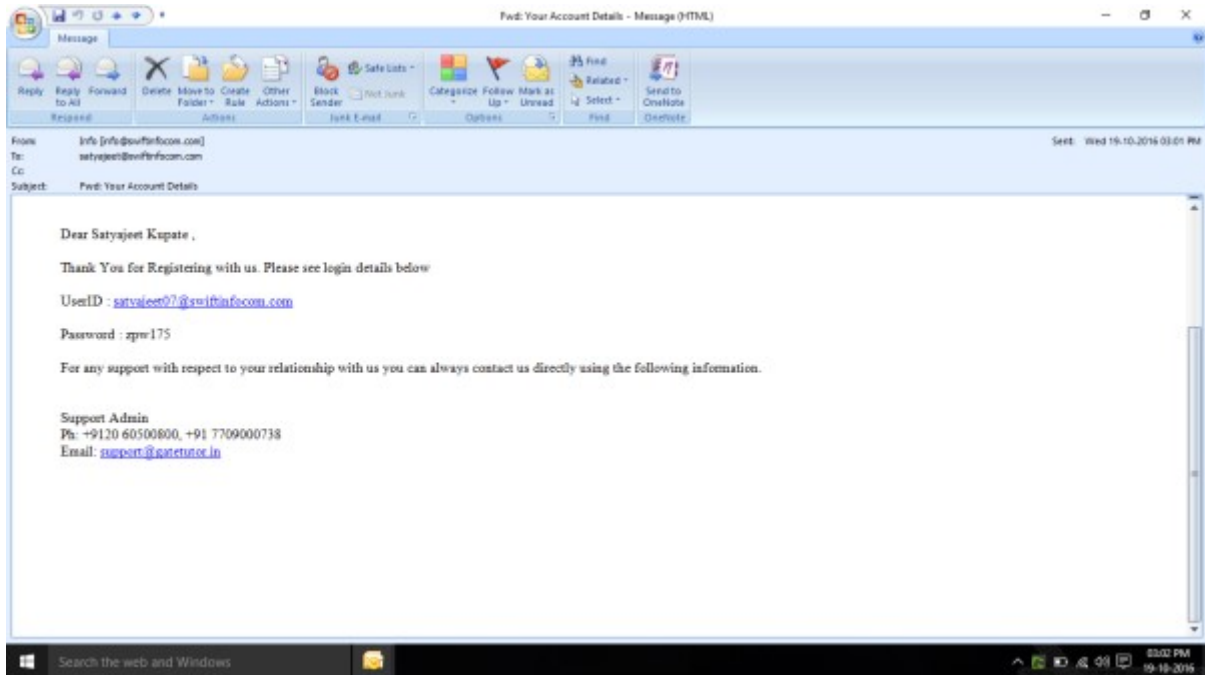 Fwd: Your Account Details - Message (HTML)
Message
Reply
Reply to All
Forward
Respond
Delete
Move to Folder
Create Rule
Other Actions
Actions
Block Sender
Safe Lists
Not Junk
Junk E-mail
Categorize
Follow Up
Mark as Unread
Options
Find
Related
Select
Find
Send to OneNote
OneNote
From: Info [info@swiftinfocom.com]
Sent: Wed 19-10-2016 03:01 PM
To: satyajeet@swiftinfocom.com
Cc:
Subject: Fwd: Your Account Details
Dear Satyajeet Kupate ,
Thank You for Registering with us. Please see login details below
UserID : satyajeet07@swiftinfocom.com
Password : zpw175
For any support with respect to your relationship with us you can always contact us directly using the following information.
Support Admin
Ph: +9120 60500800, +91 7709000738
Email: support@gatetutor.in
Search the web and Windows
03:02 PM
19-10-2016